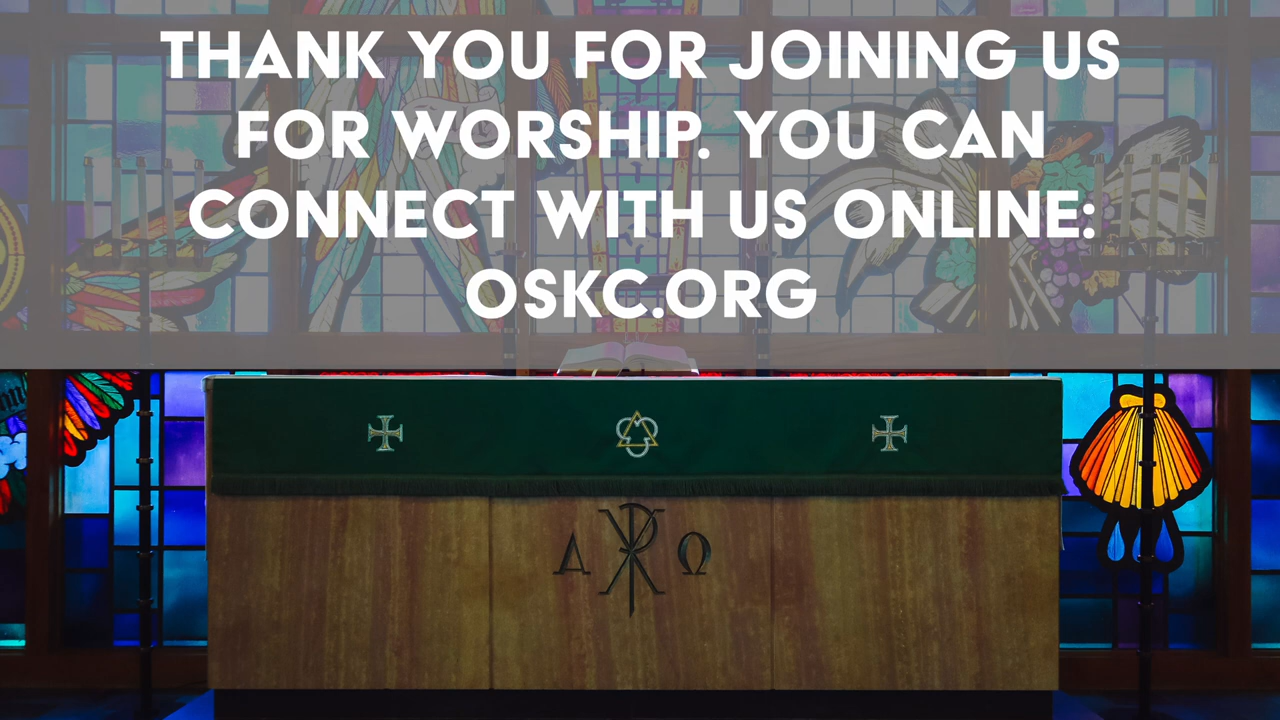 THANK YOU FOR JOINING US
FOR WORSHIP. YOU CAN
CONNECT WITH US ONLINE:
OSKC.ORG
Α ☧ Ω